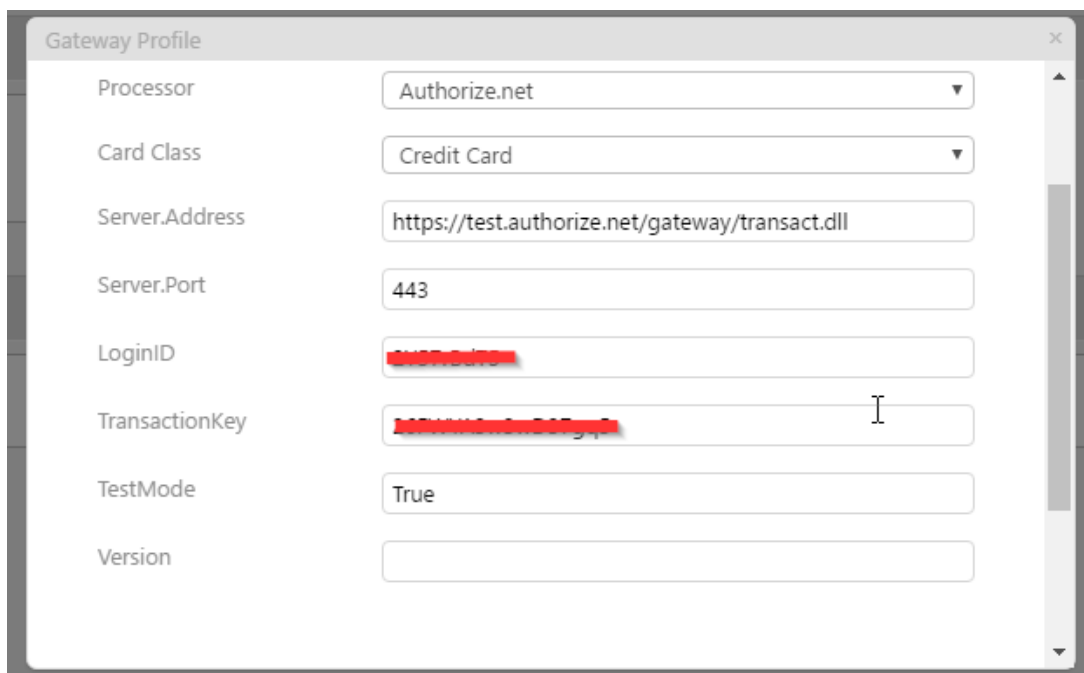 Gateway Profile
Processor Authorize.net
Card Class Credit Card
Server.Address https://test.authorize.net/gateway/transact.dll
Server.Port 443
LoginID
TransactionKey
TestMode True
Version